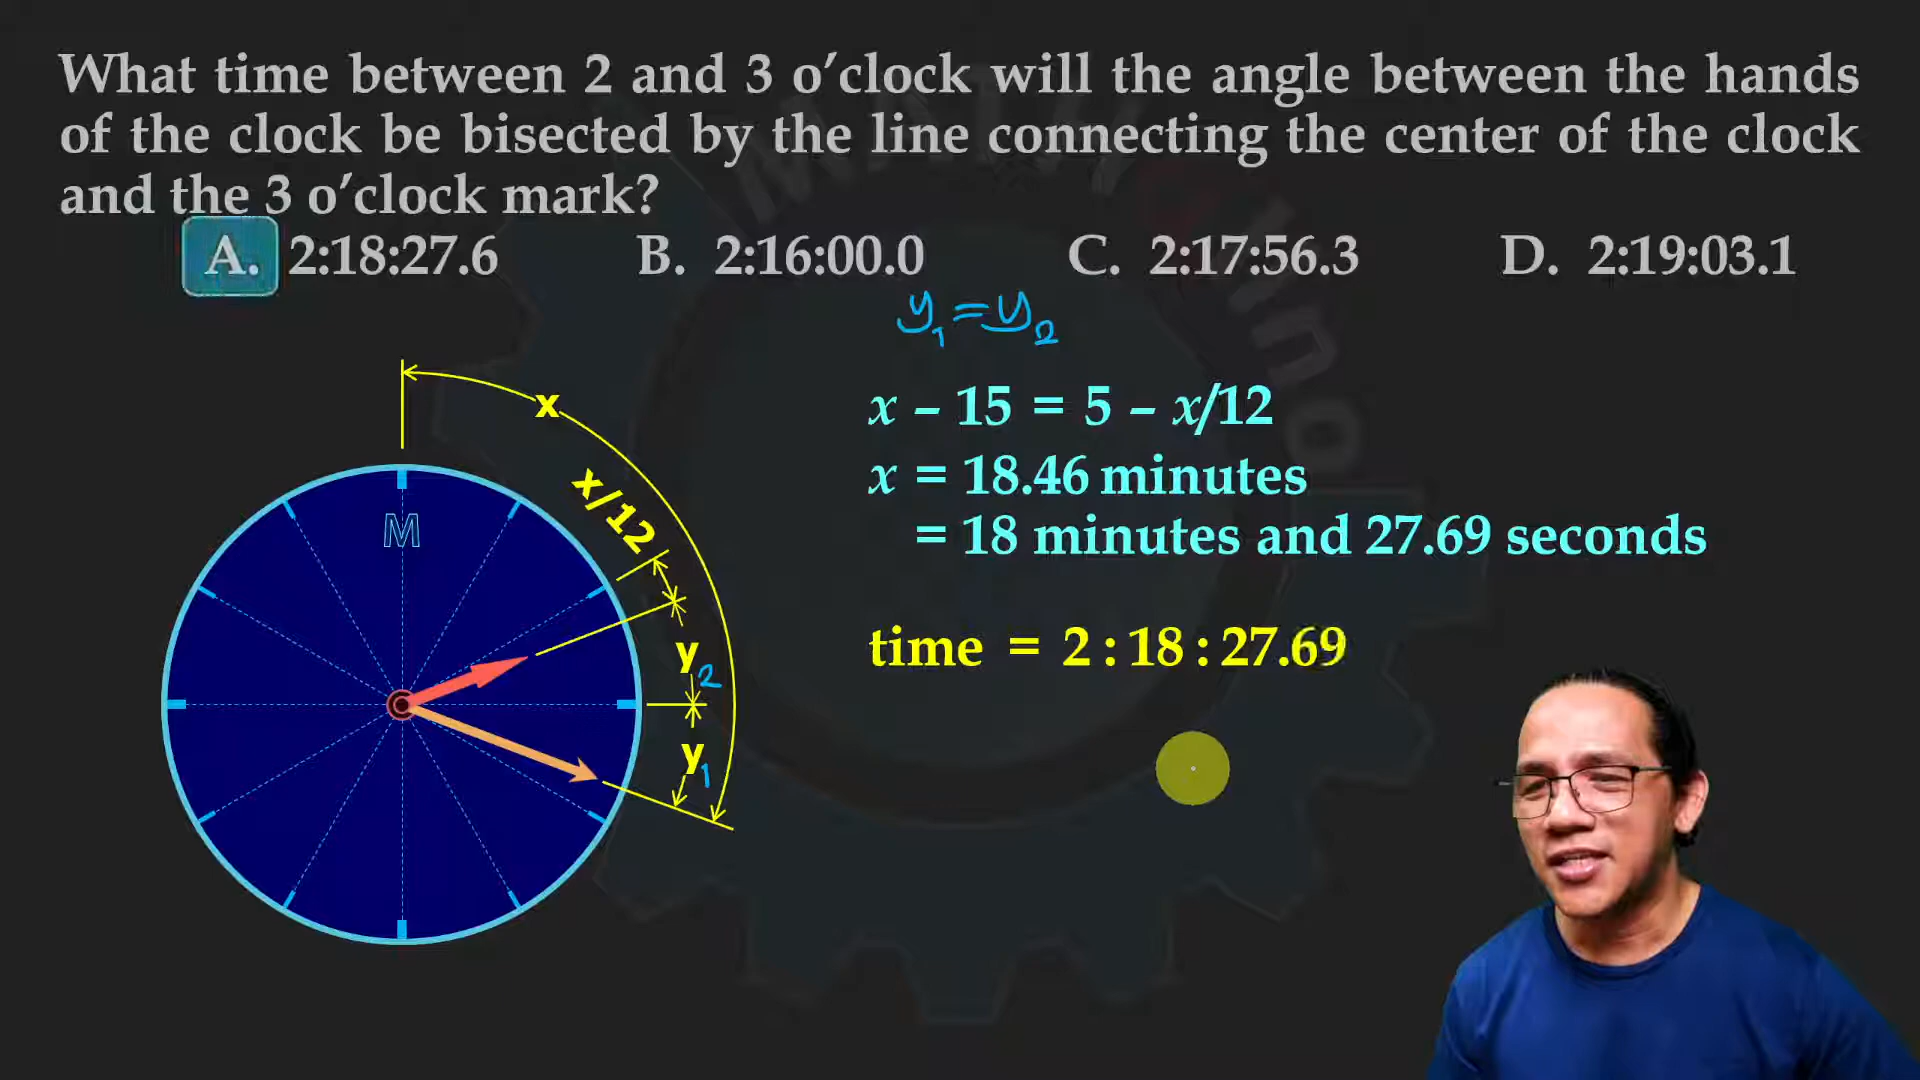 What time between 2 and 3 o’clock will the angle between the hands
of the clock be bisected by the line connecting the center of the clock
and the 3 o’clock mark?
A. 2:18:27.6 B. 2:16:00.0 C. 2:17:56.3 D. 2:19:03.1
y₁=y₂
x – 15 = 5 – x/12
x = 18.46 minutes
= 18 minutes and 27.69 seconds
time = 2 : 18 : 27.69
x
x/12
y₂
y₁
M
MATH